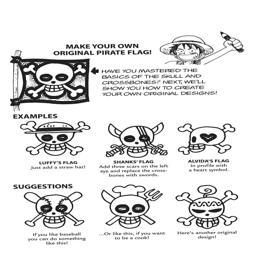 MAKE YOUR OWN
ORIGINAL PIRATE FLAG!
HAVE YOU MASTERED THE
BASICS OF THE SKULL AND
CROSSBONES? NEXT, WE'LL
SHOW YOU HOW TO CREATE
YOUR OWN ORIGINAL DESIGNS!
EXAMPLES
LUFFY'S FLAG
Just add a straw hat!
SHANKS' FLAG
Add three scars on the left
eye and replace the cross-
bones with swords.
ALVIDA'S FLAG
In profile with
a heart symbol.
SUGGESTIONS
If you like baseball
you can do something
like this!
...Or like this, if you want
to be a cook!
Here's another original
design!